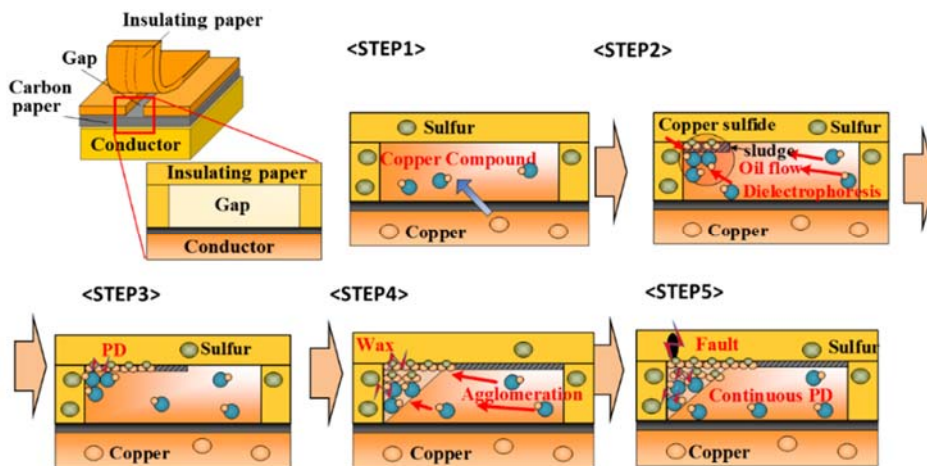 Insulating paper
Gap
Carbon
paper
Conductor
Insulating paper
Gap
Conductor
<STEP1>
Sulfur
Copper Compound
Copper
<STEP2>
Copper sulfide
Sulfur
sludge
Oil flow
Dielectrophoresis
Copper
<STEP3>
PD
Sulfur
Copper
<STEP4>
Wax
Agglomeration
Copper
<STEP5>
Fault
Sulfur
Continuous PD
Copper